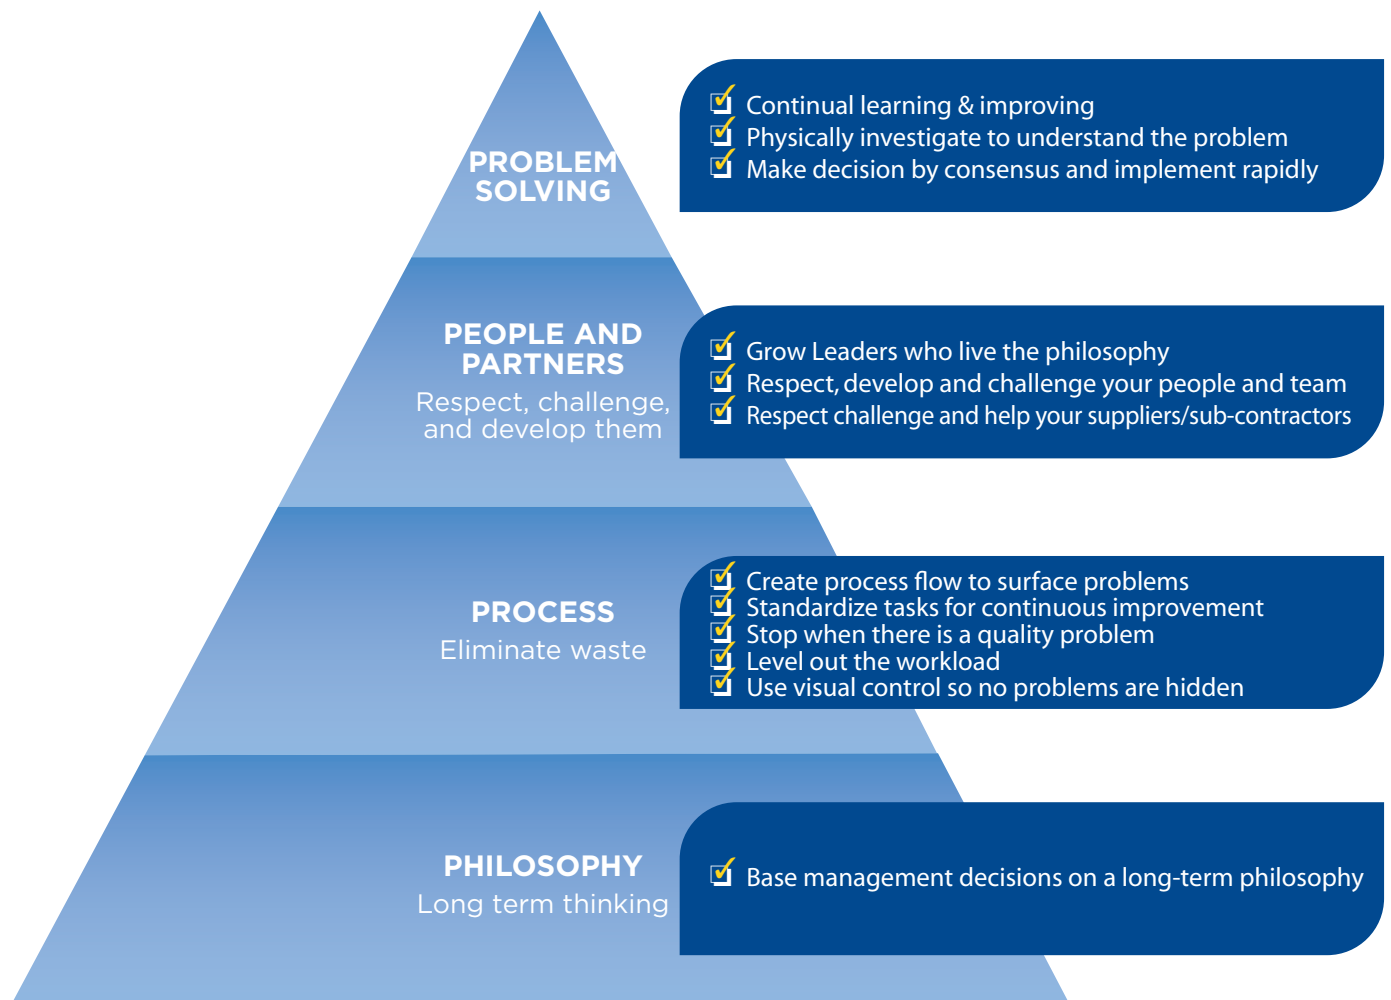 PROBLEM
SOLVING
Continual learning & improving
Physically investigate to understand the problem
Make decision by consensus and implement rapidly
PEOPLE AND
PARTNERS
Respect, challenge,
and develop them
Grow Leaders who live the philosophy
Respect, develop and challenge your people and team
Respect challenge and help your suppliers/sub-contractors
PROCESS
Eliminate waste
Create process flow to surface problems
Standardize tasks for continuous improvement
Stop when there is a quality problem
Level out the workload
Use visual control so no problems are hidden
PHILOSOPHY
Long term thinking
Base management decisions on a long-term philosophy